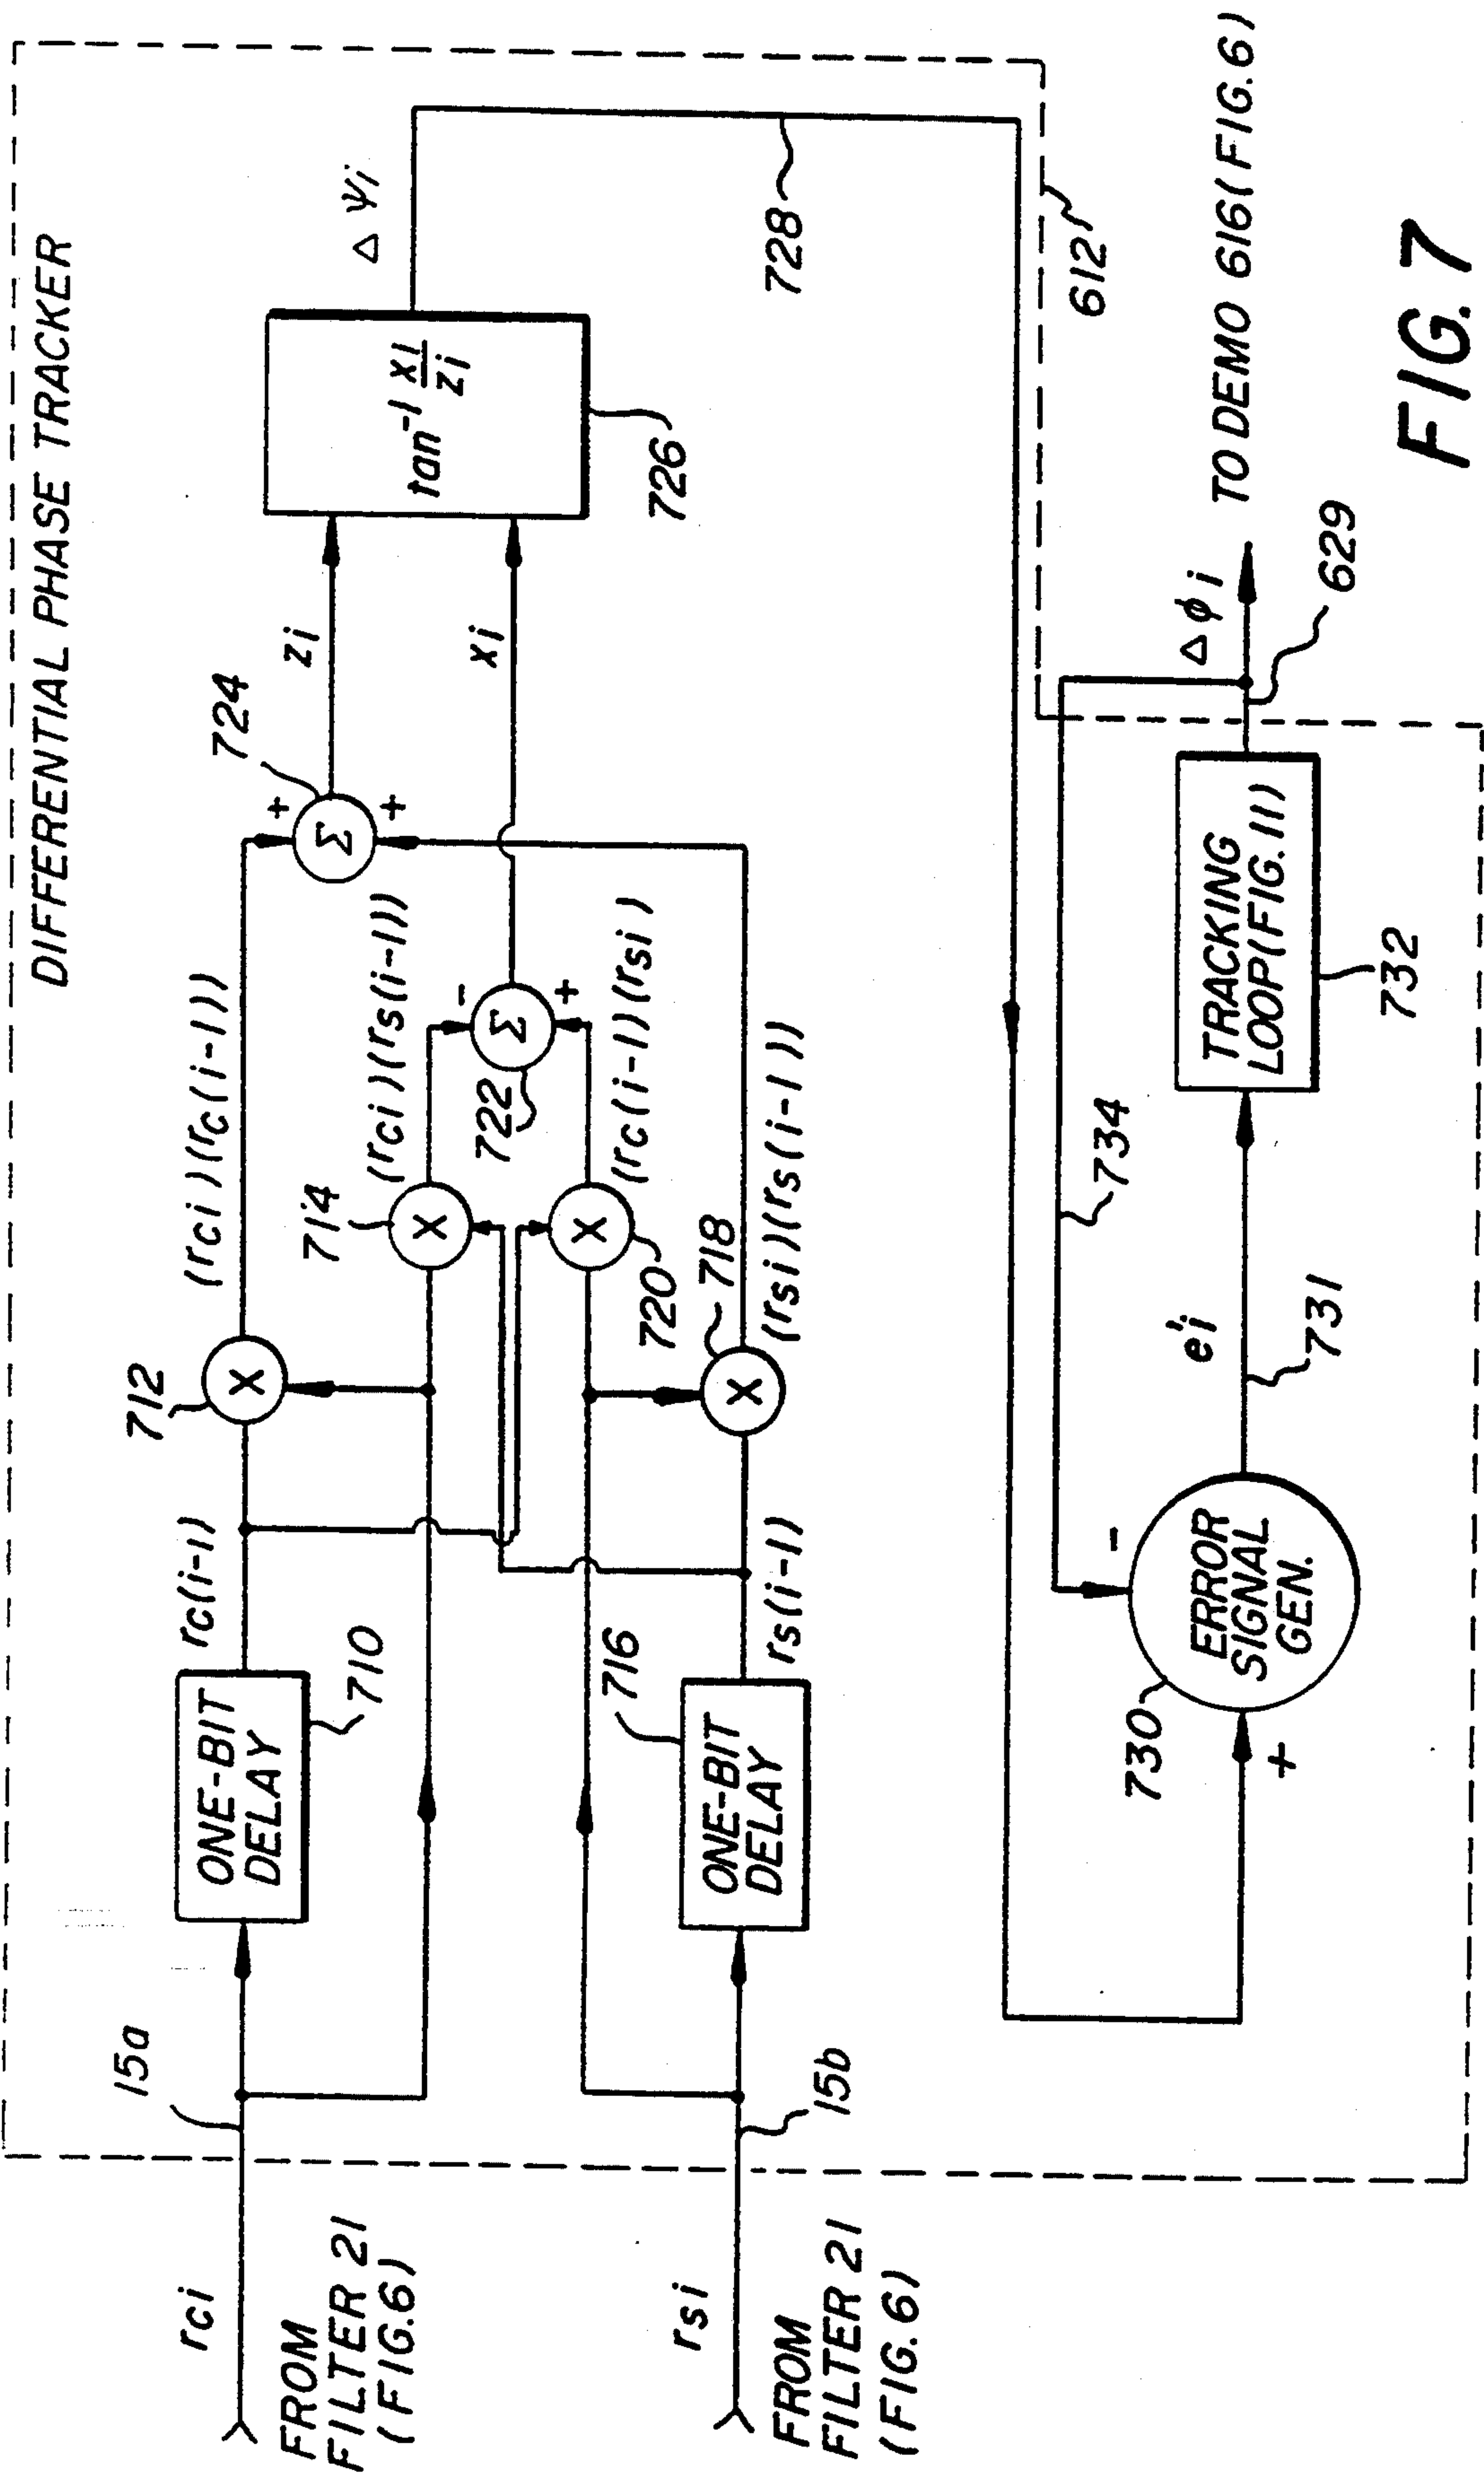 DIFFERENTIAL PHASE TRACKER
rci
FROM
FILTER 21
(FIG.6)
15a
ONE-BIT
DELAY
710
rc(i-1)
712
X
(rci)(rc(i-1))
714
X
(rci)(rs(i-1))
724
Σ
+
+
zi
722
Σ
-
+
xi
tan⁻¹ xi/zi
726
Δ ψi
728
rsi
FROM
FILTER 21
(FIG.6)
15b
ONE-BIT
DELAY
716
rs(i-1)
720
X
(rc(i-1)(rsi)
718
X
(rsi)(rs(i-1))
612
730
+
-
ERROR
SIGNAL
GEN.
e'i
731
734
TRACKING
LOOP(FIG.11)
732
Δ ϕ i
629
TO DEMO 616(FIG.6)
FIG. 7